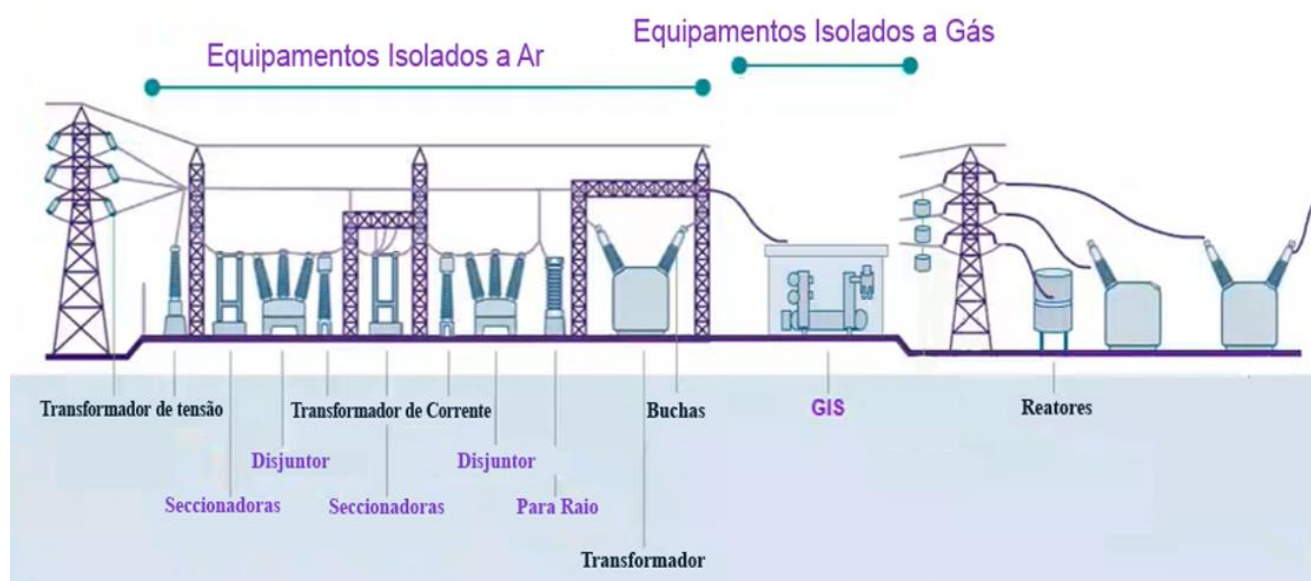 Equipamentos Isolados a Ar
Equipamentos Isolados a Gás
Transformador de tensão
Transformador de Corrente
Buchas
GIS
Reatores
Disjuntor
Disjuntor
Seccionadoras
Seccionadoras
Para Raio
Transformador